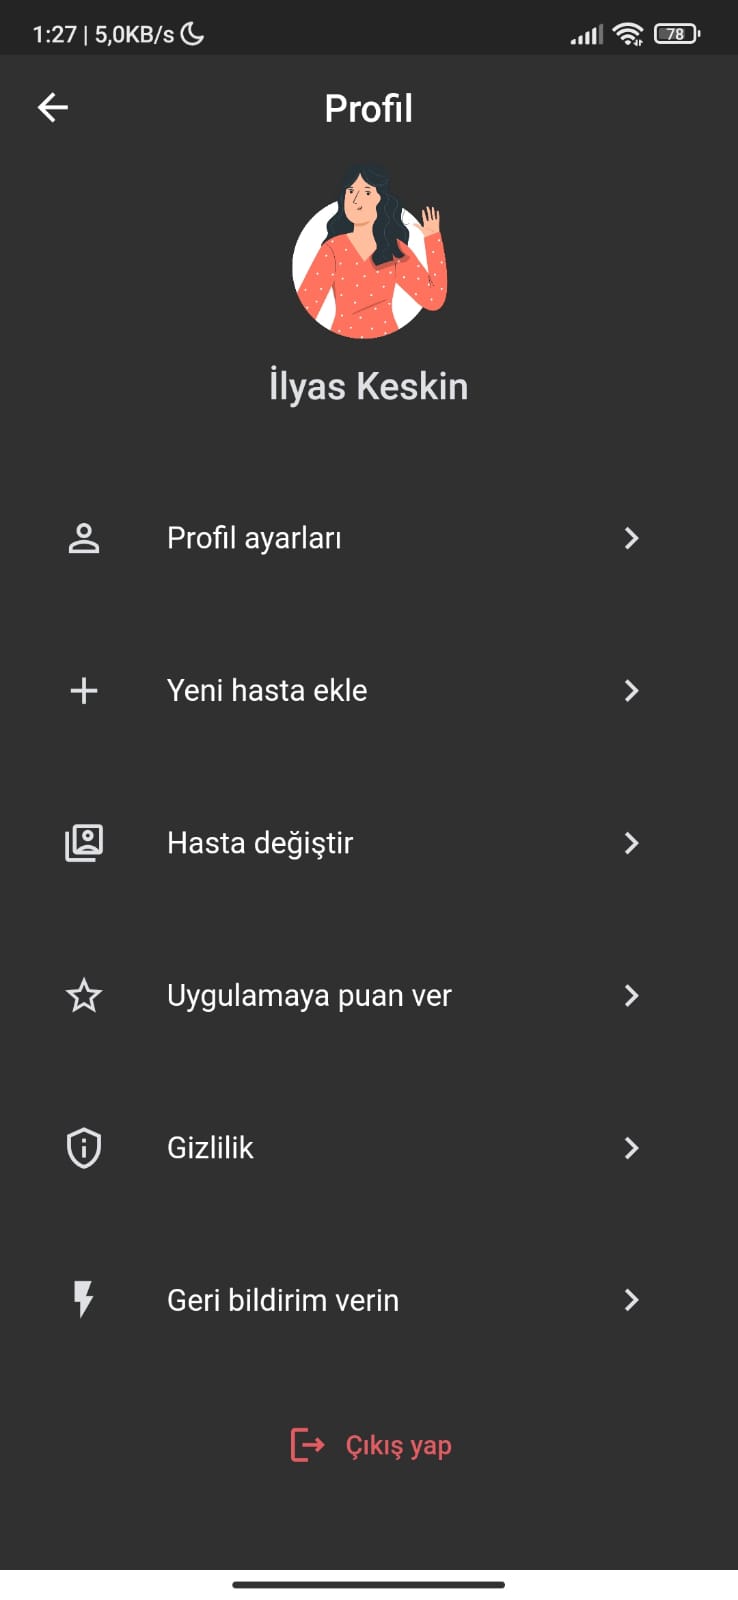 1:27 | 5,0KB/s 78
Profil
İlyas Keskin
Profil ayarları
Yeni hasta ekle
Hasta değiştir
Uygulamaya puan ver
Gizlilik
Geri bildirim verin
Çıkış yap